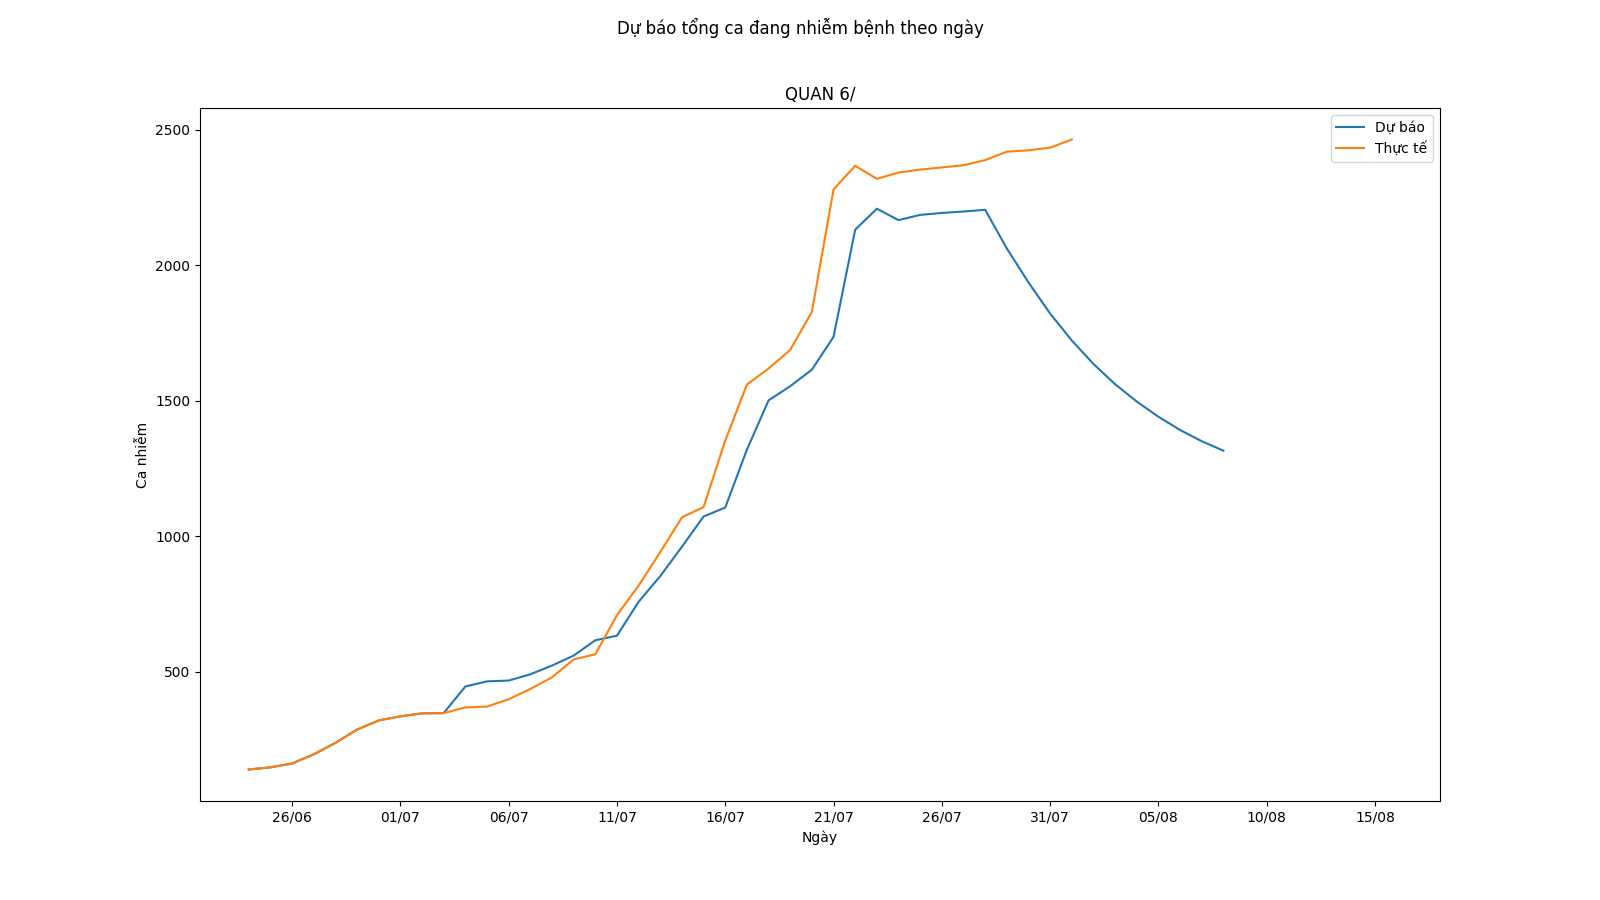 Dự báo tổng ca đang nhiễm bệnh theo ngày
QUAN 6/
Dự báo
Thực tế
2500
2000
1500
1000
500
Ca nhiễm
26/06
01/07
06/07
11/07
16/07
21/07
26/07
31/07
05/08
10/08
15/08
Ngày